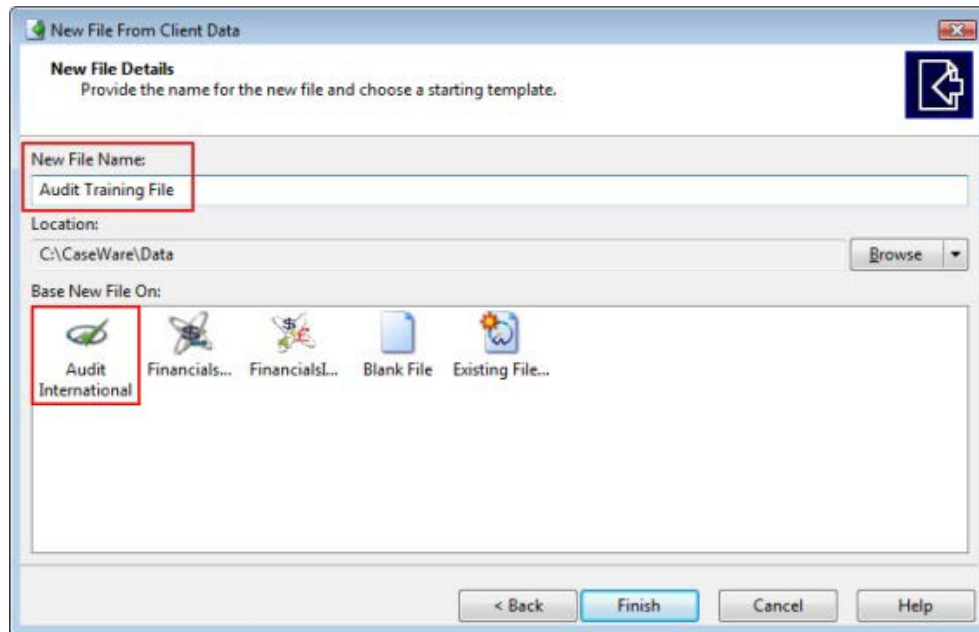 New File From Client Data
New File Details
Provide the name for the new file and choose a starting template.
New File Name:
Audit Training File
Location:
C:\CaseWare\Data
Browse
Base New File On:
Audit International
Financials...
FinancialsI...
Blank File
Existing File...
< Back
Finish
Cancel
Help